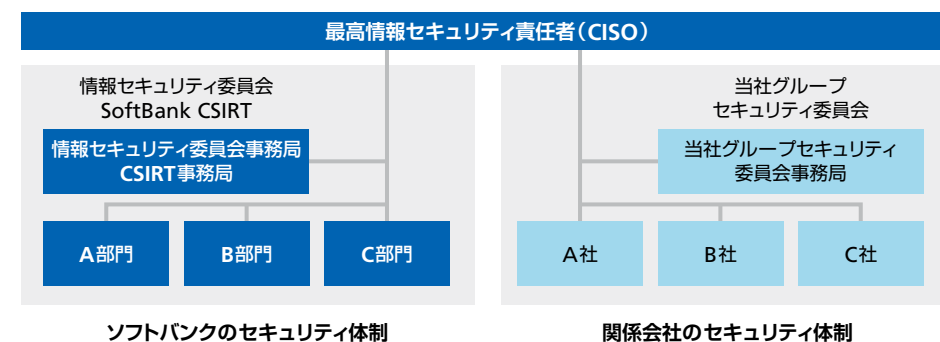 最高情報セキュリティ責任者(CISO)
情報セキュリティ委員会
SoftBank CSIRT
情報セキュリティ委員会事務局
CSIRT事務局
A部門
B部門
C部門
ソフトバンクのセキュリティ体制
当社グループ
セキュリティ委員会
当社グループセキュリティ
委員会事務局
A社
B社
C社
関係会社のセキュリティ体制